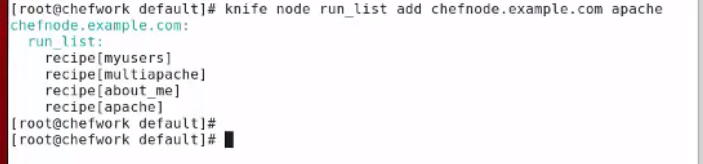 [root@chefwork default]# knife node run_list add chefnode.example.com apache
chefnode.example.com:
  run_list:
    recipe[myusers]
    recipe[multiapache]
    recipe[about_me]
    recipe[apache]
[root@chefwork default]#
[root@chefwork default]#